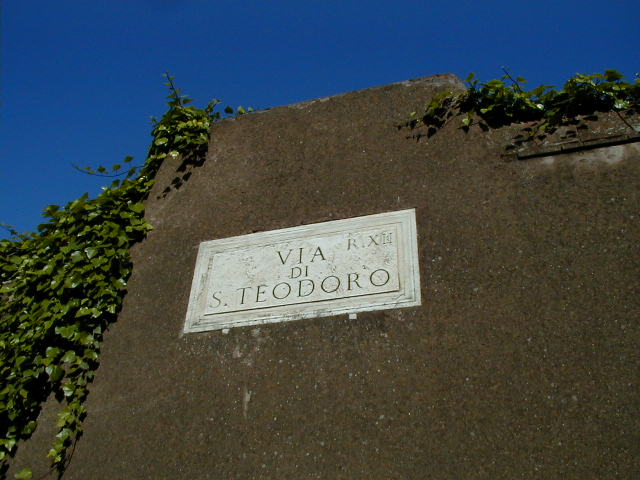 VIA R.XII
DI
S. TEODORO